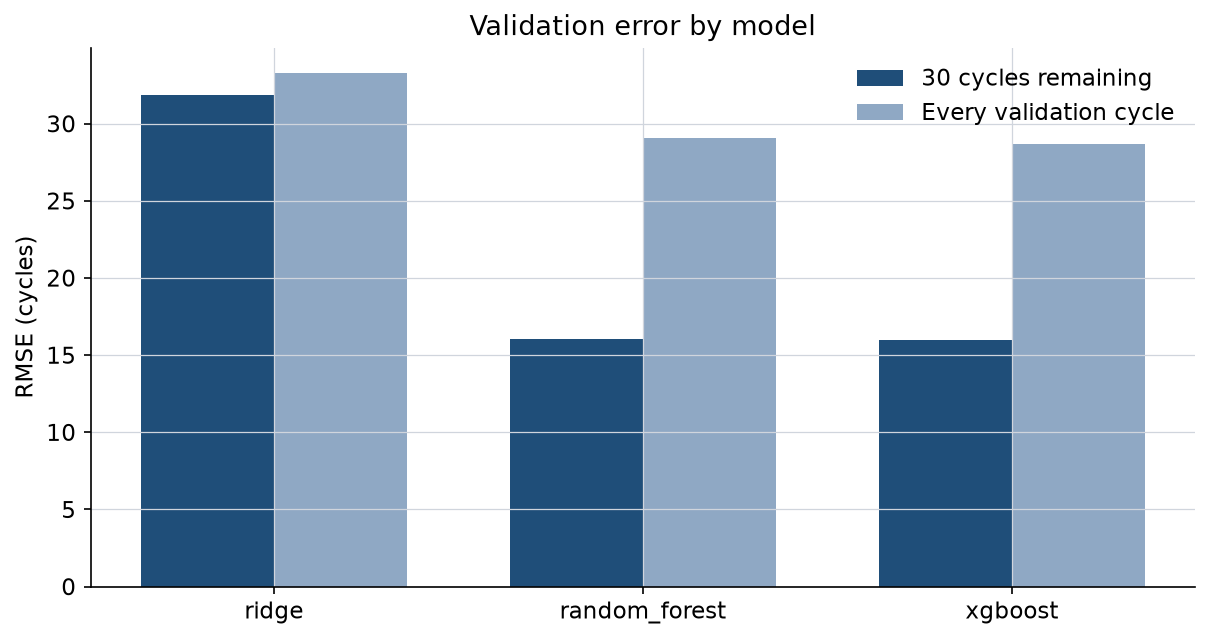 Validation error by model
30 cycles remaining
Every validation cycle
RMSE (cycles)
30
25
20
15
10
5
0
ridge
random_forest
xgboost